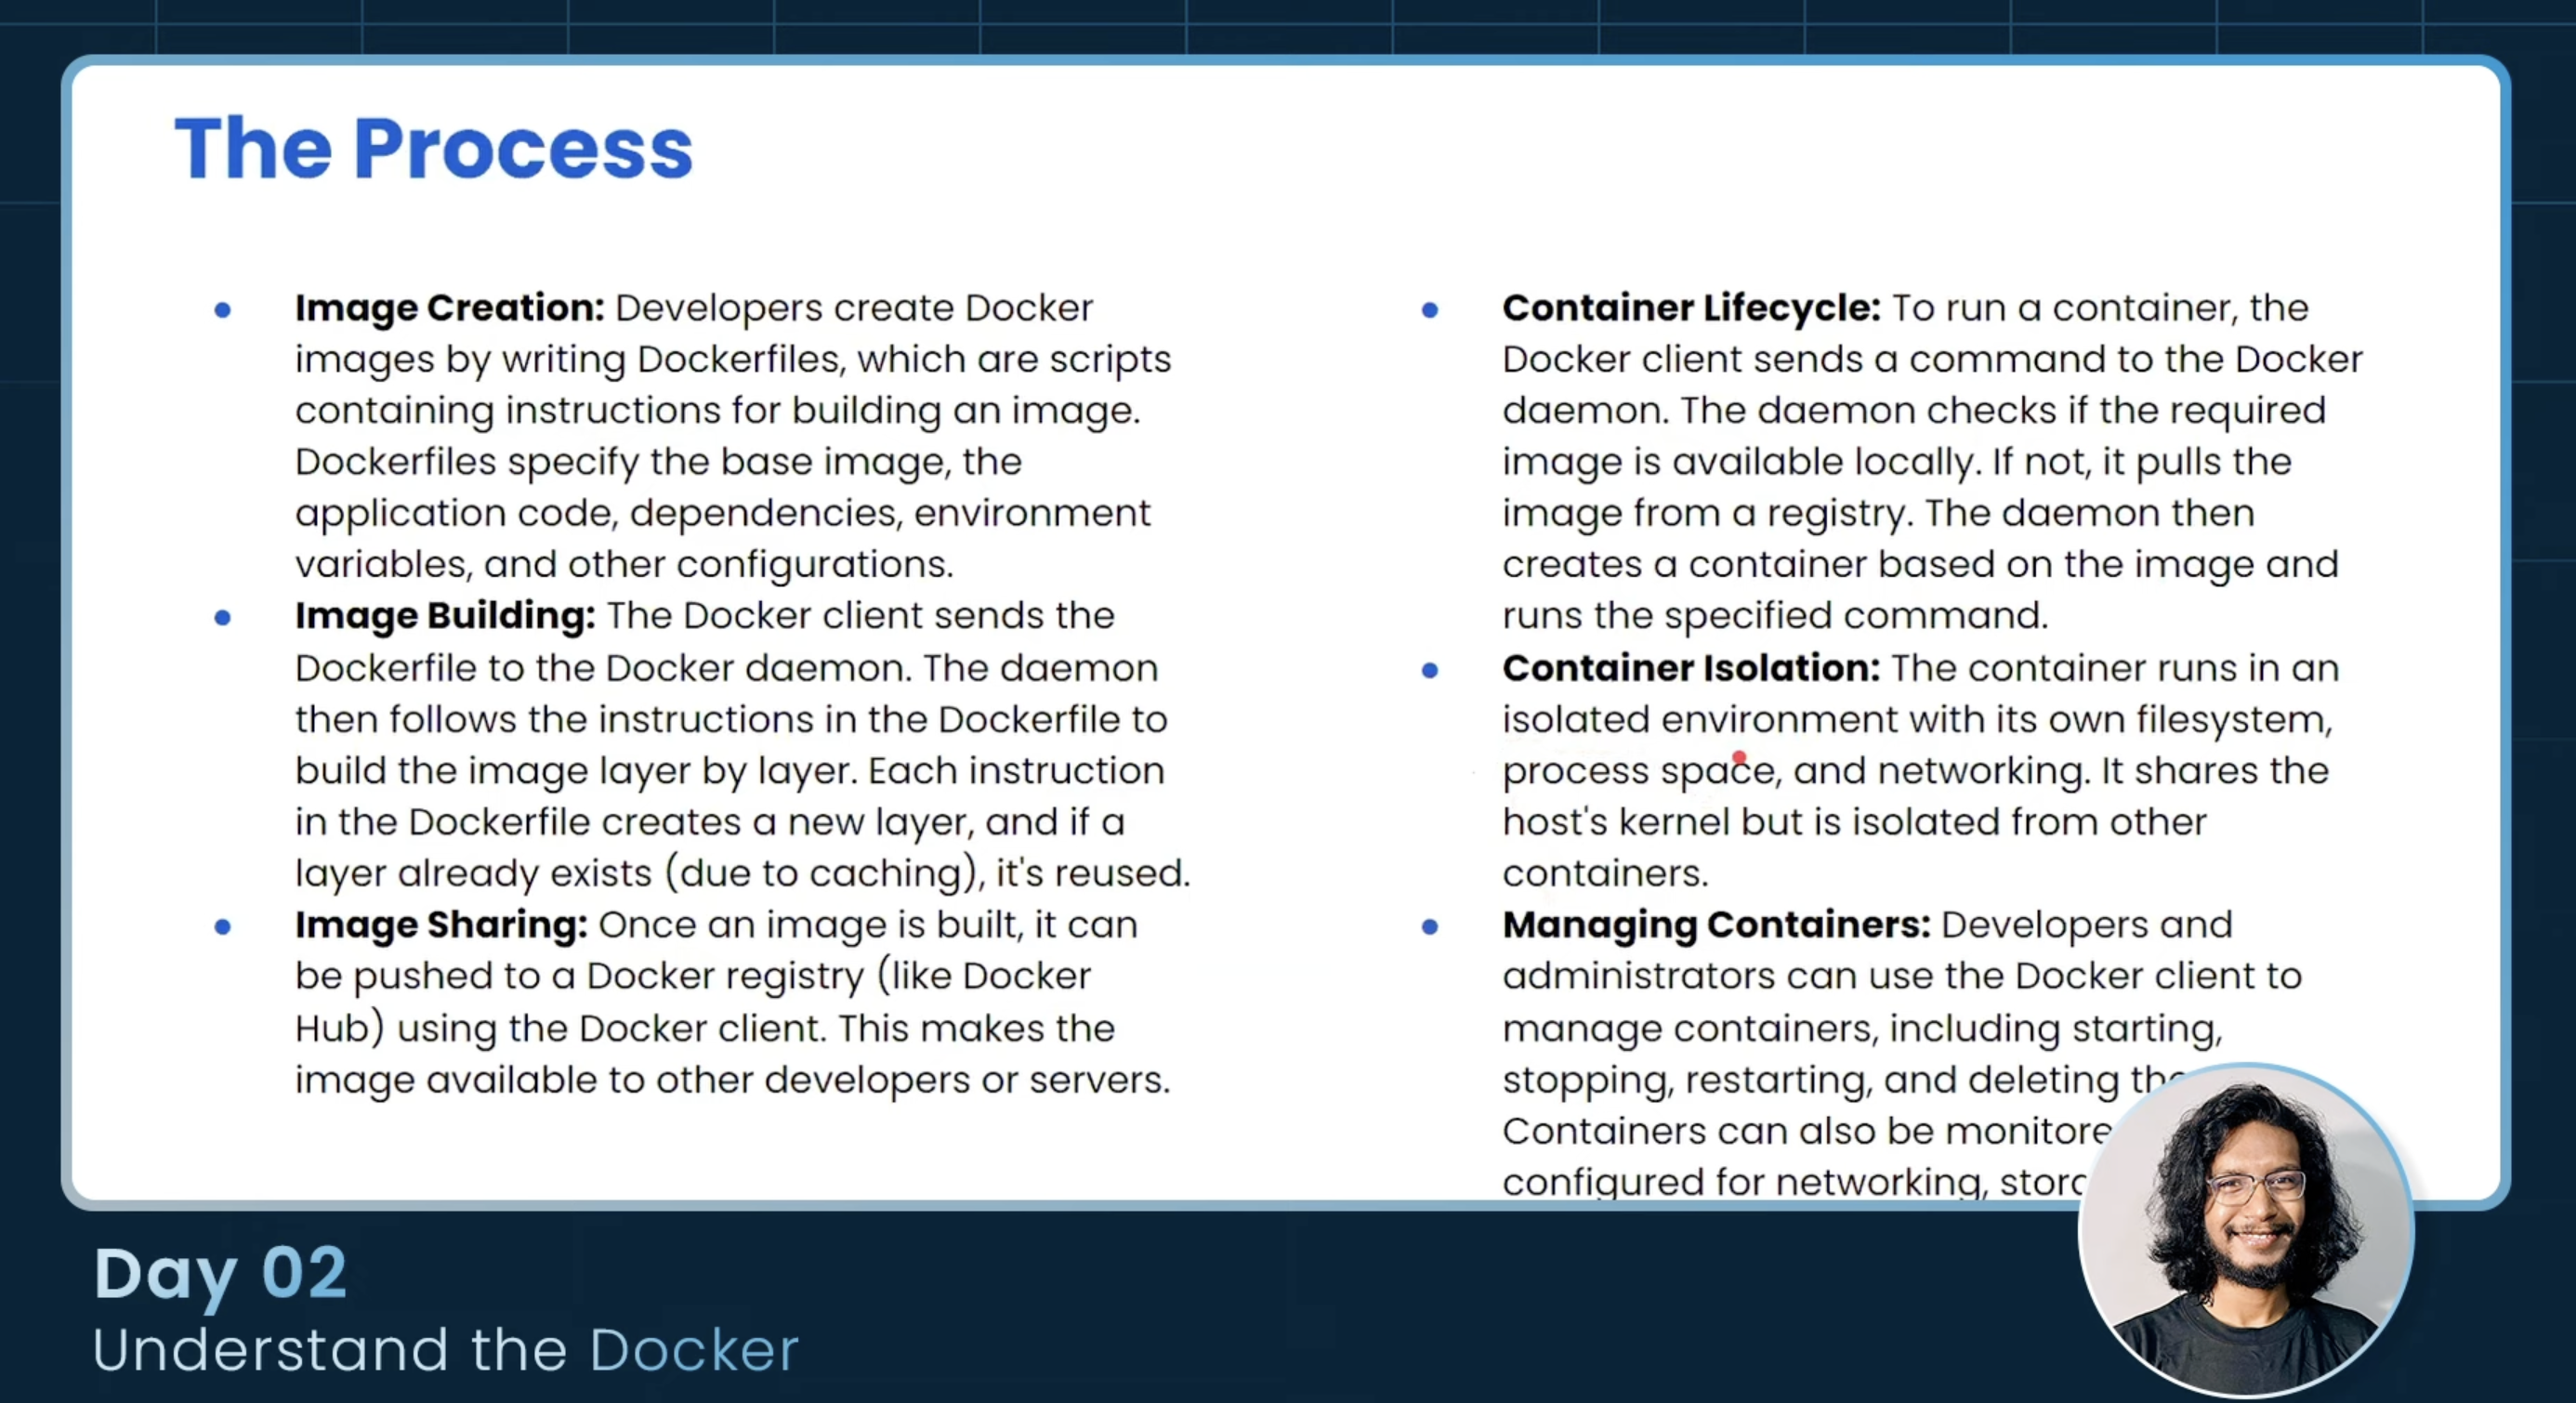 The Process
Image Creation: Developers create Docker
images by writing Dockerfiles, which are scripts
containing instructions for building an image.
Dockerfiles specify the base image, the
application code, dependencies, environment
variables, and other configurations.
Image Building: The Docker client sends the
Dockerfile to the Docker daemon. The daemon
then follows the instructions in the Dockerfile to
build the image layer by layer. Each instruction
in the Dockerfile creates a new layer, and if a
layer already exists (due to caching), it's reused.
Image Sharing: Once an image is built, it can
be pushed to a Docker registry (like Docker
Hub) using the Docker client. This makes the
image available to other developers or servers.
Container Lifecycle: To run a container, the
Docker client sends a command to the Docker
daemon. The daemon checks if the required
image is available locally. If not, it pulls the
image from a registry. The daemon then
creates a container based on the image and
runs the specified command.
Container Isolation: The container runs in an
isolated environment with its own filesystem,
process space, and networking. It shares the
host's kernel but is isolated from other
containers.
Managing Containers: Developers and
administrators can use the Docker client to
manage containers, including starting,
stopping, restarting, and deleting
Containers can also be
configured for networking,
Day 02
Understand the Docker